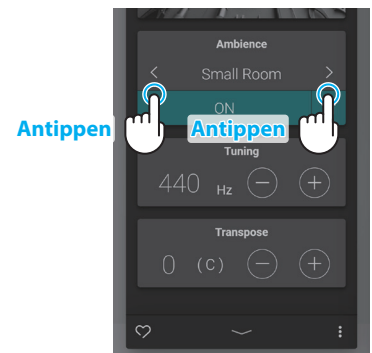 Ambience
< Small Room >
ON
Antippen Antippen
Tuning
440 Hz − +
Transpose
0 (C) − +